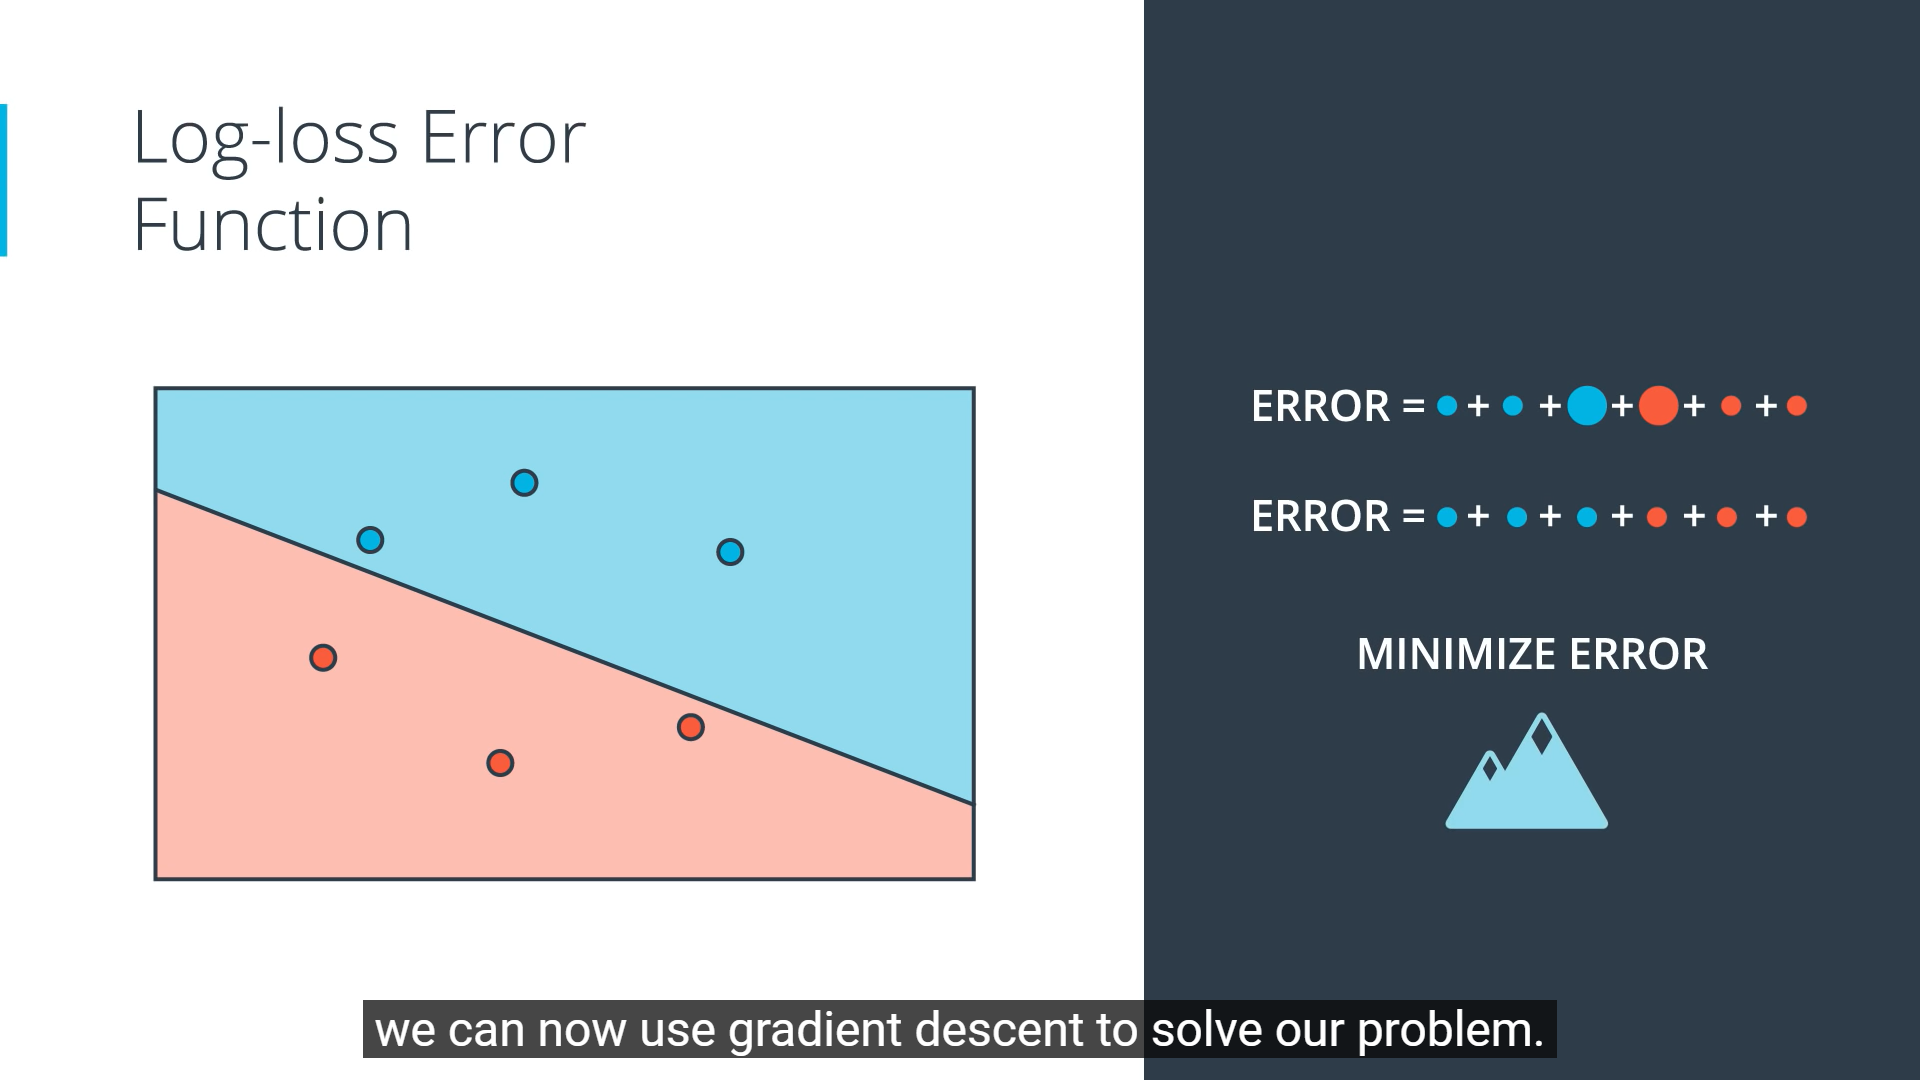 Log-loss Error
Function
ERROR = + + + + +
ERROR = + + + + +
MINIMIZE ERROR
we can now use gradient descent to solve our problem.